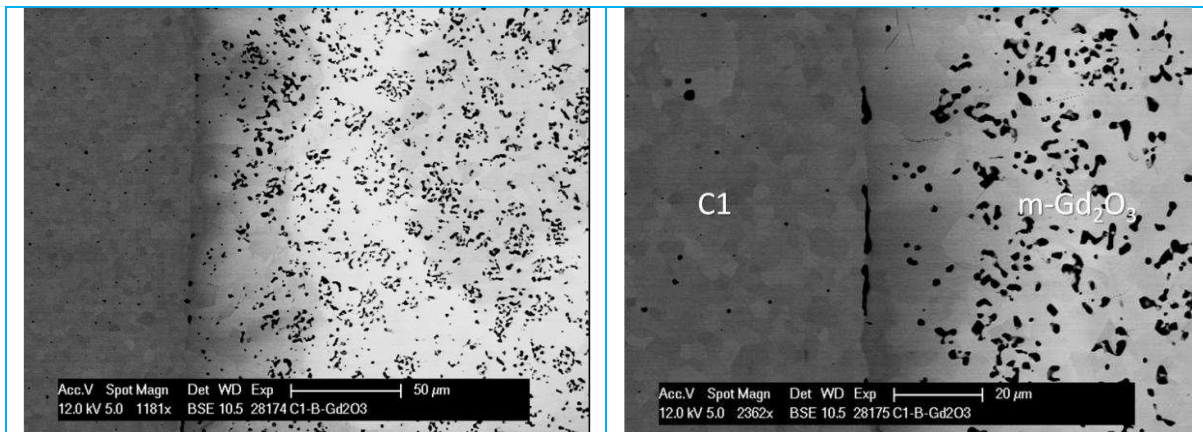 Acc.V Spot Magn Det WD Exp 50 µm
12.0 kV 5.0 1181x BSE 10.5 28174 C1-B-Gd2O3
C1
m-Gd₂O₃
Acc.V Spot Magn Det WD Exp 20 µm
12.0 kV 5.0 2362x BSE 10.5 28175 C1-B-Gd2O3